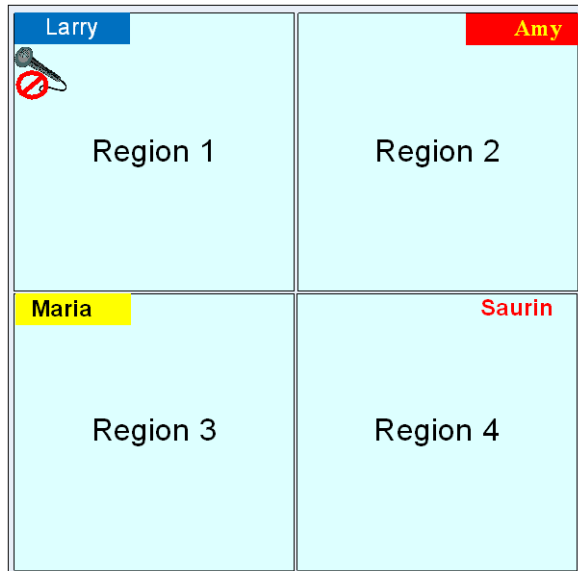 Larry
Amy
Region 1
Region 2
Maria
Saurin
Region 3
Region 4